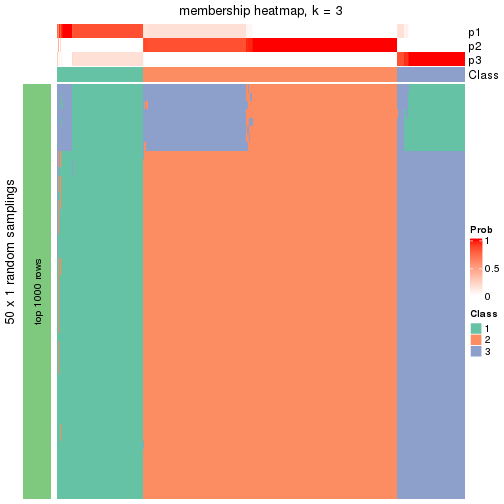 membership heatmap, k = 3
p1
p2
p3
Class
50 x 1 random samplings
top 1000 rows
Prob
1
0.5
0
Class
1
2
3